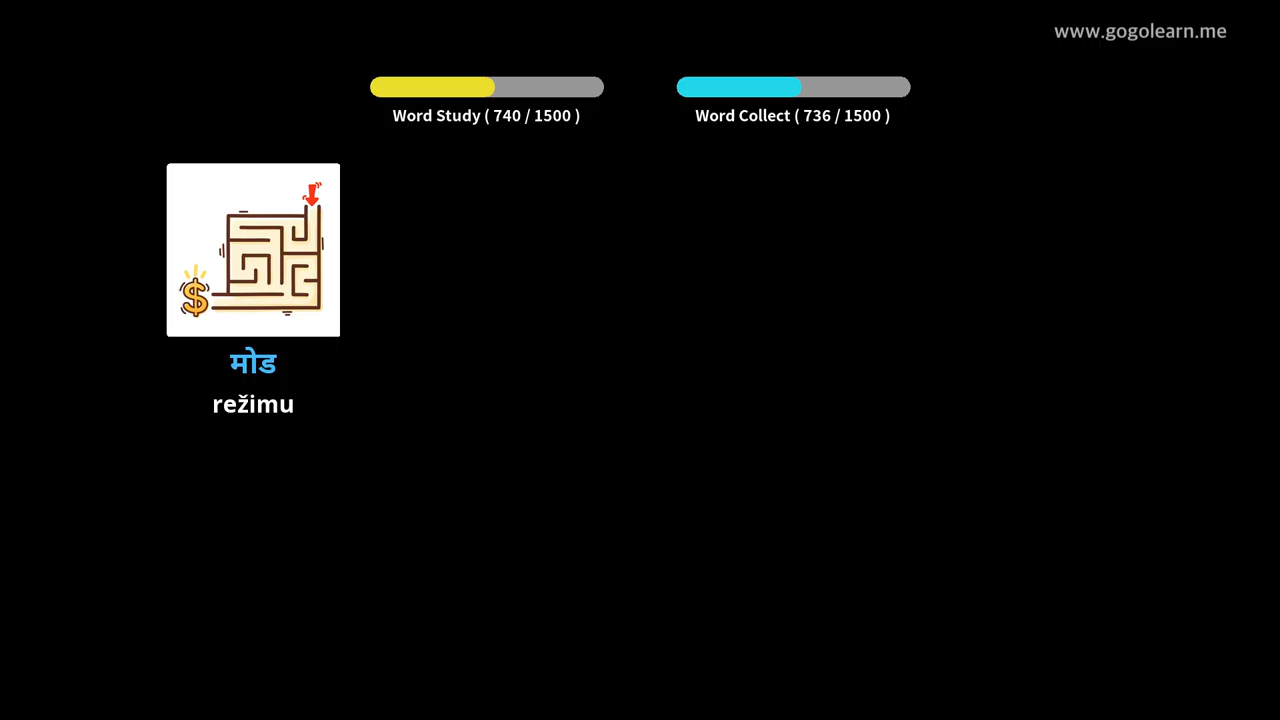 www.gogolearn.me
Word Study ( 740 / 1500 )
Word Collect ( 736 / 1500 )
$
मोड
režimu